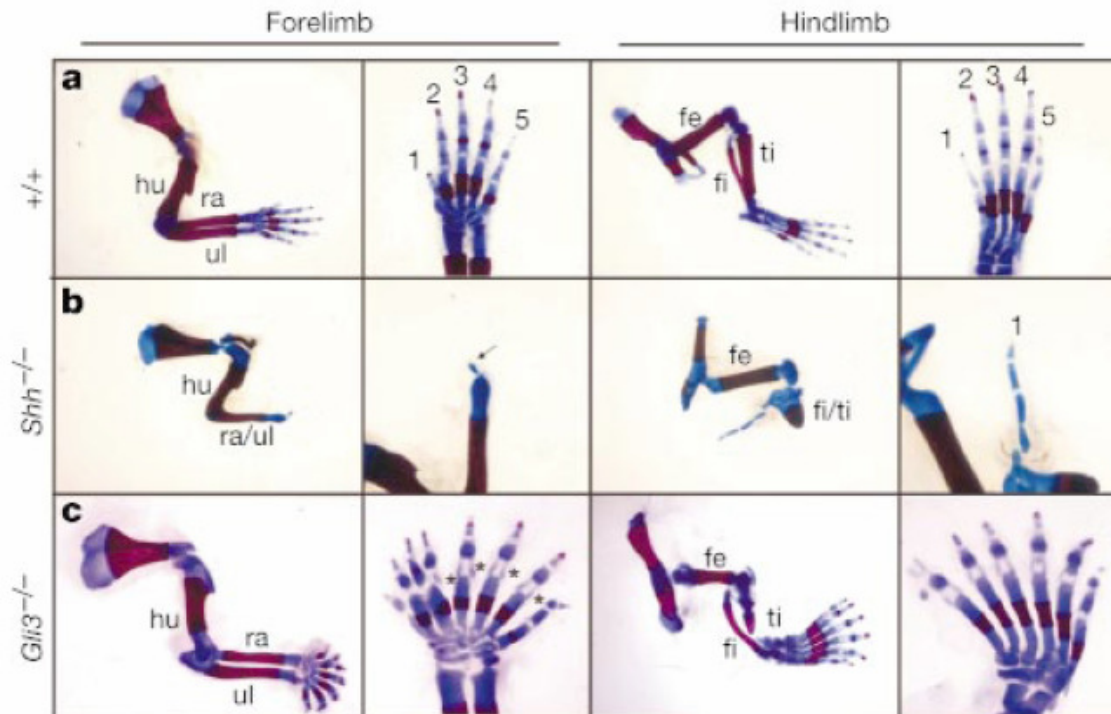 Forelimb Hindlimb
a 1 2 3 4 5 hu ra ul fe fi ti 1 2 3 4 5
+/+
b hu ra/ul fe fi/ti 1
Shh−/−
c hu ra ul * * * * fe ti fi
Gli3−/−